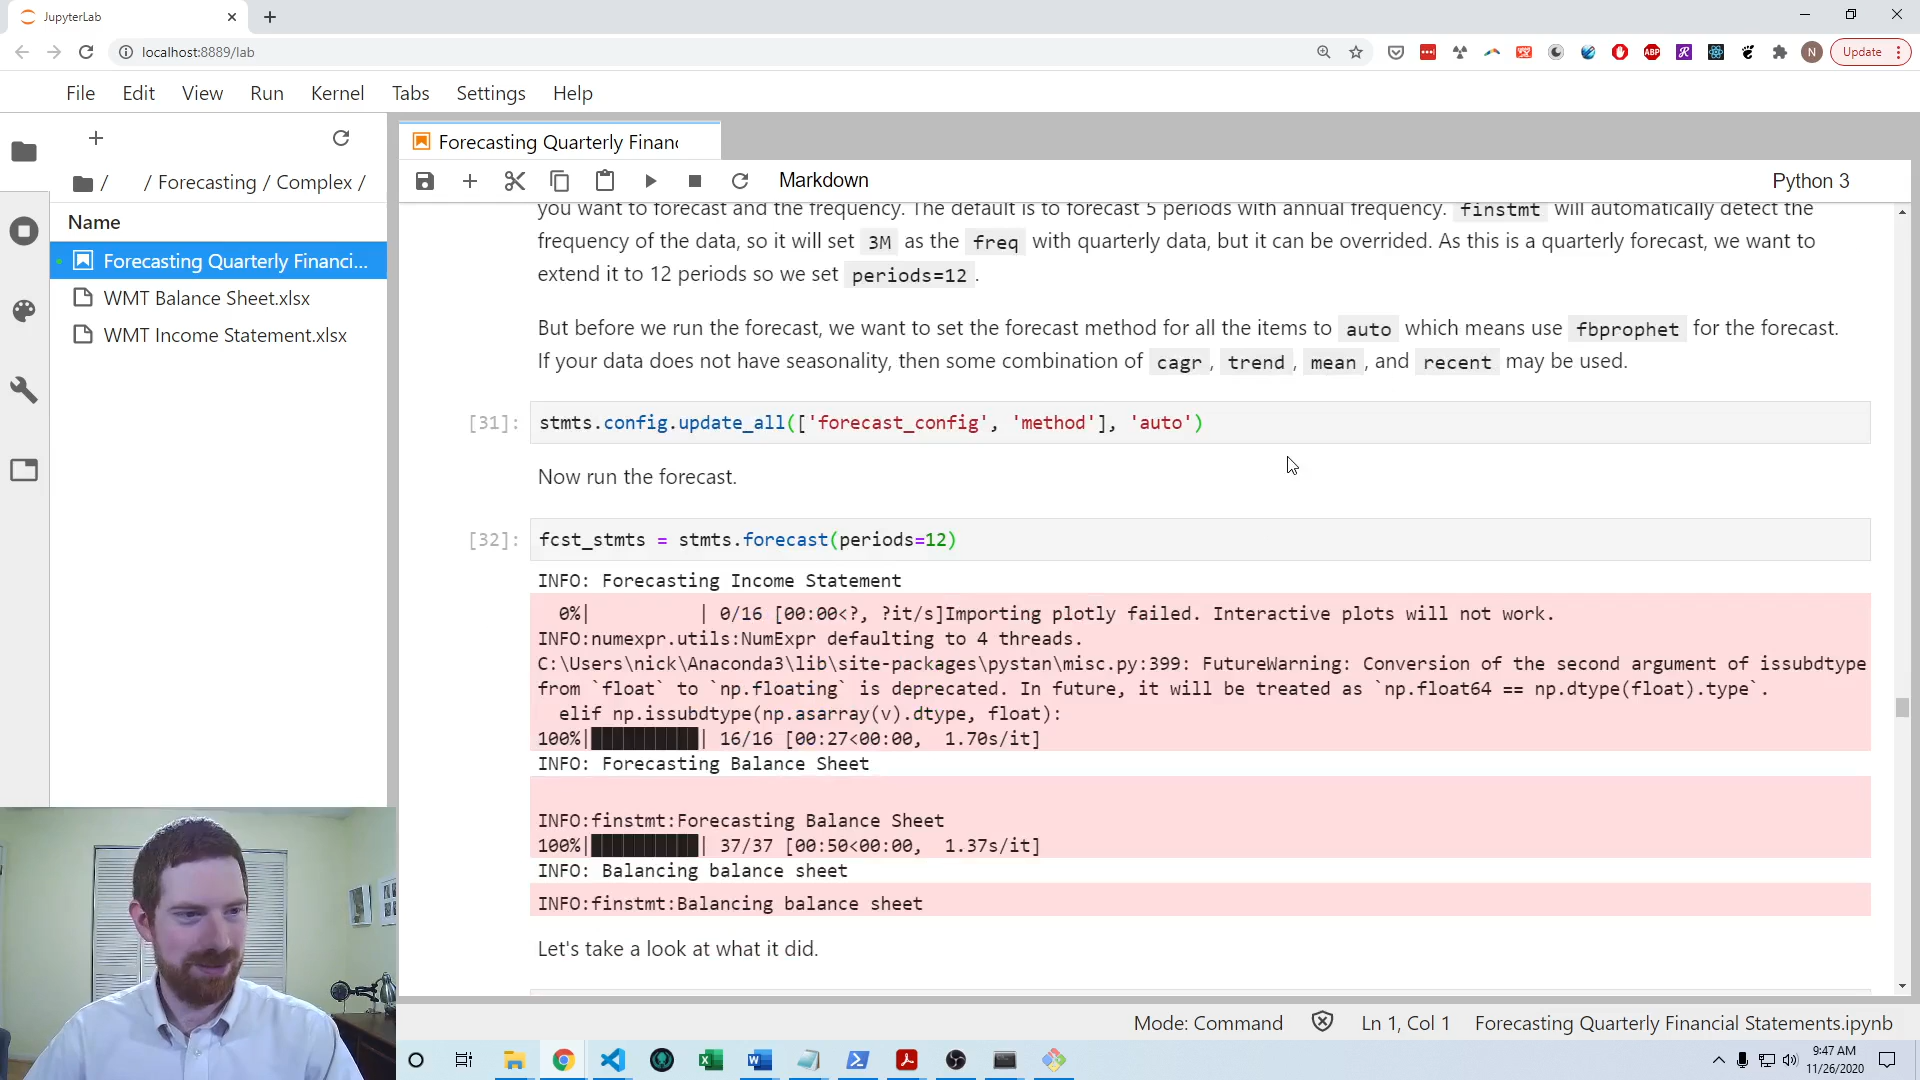 JupyterLab
localhost:8889/lab
ABP
N
Update
File Edit View Run Kernel Tabs Settings Help
Forecasting Quarterly Finan
/ / Forecasting / Complex /
Markdown
Python 3
Name
Forecasting Quarterly Financi...
WMT Balance Sheet.xlsx
WMT Income Statement.xlsx
you want to forecast and the frequency. The default is to forecast 5 periods with annual frequency. finstmt will automatically detect the
frequency of the data, so it will set 3M as the freq with quarterly data, but it can be overrided. As this is a quarterly forecast, we want to
extend it to 12 periods so we set periods=12 .
But before we run the forecast, we want to set the forecast method for all the items to auto which means use fbprophet for the forecast.
If your data does not have seasonality, then some combination of cagr , trend , mean , and recent may be used.
[31]: stmts.config.update_all(['forecast_config', 'method'], 'auto')
Now run the forecast.
[32]: fcst_stmts = stmts.forecast(periods=12)
INFO: Forecasting Income Statement
0%| | 0/16 [00:00<?, ?it/s]Importing plotly failed. Interactive plots will not work.
INFO:numexpr.utils:NumExpr defaulting to 4 threads.
C:\Users\nick\Anaconda3\lib\site-packages\pystan\misc.py:399: FutureWarning: Conversion of the second argument of issubdtype
from `float` to `np.floating` is deprecated. In future, it will be treated as `np.float64 == np.dtype(float).type`.
elif np.issubdtype(np.asarray(v).dtype, float):
100%|██████████| 16/16 [00:27<00:00, 1.70s/it]
INFO: Forecasting Balance Sheet
INFO:finstmt:Forecasting Balance Sheet
100%|██████████| 37/37 [00:50<00:00, 1.37s/it]
INFO: Balancing balance sheet
INFO:finstmt:Balancing balance sheet
Let's take a look at what it did.
Mode: Command
Ln 1, Col 1
Forecasting Quarterly Financial Statements.ipynb
9:47 AM
11/26/2020